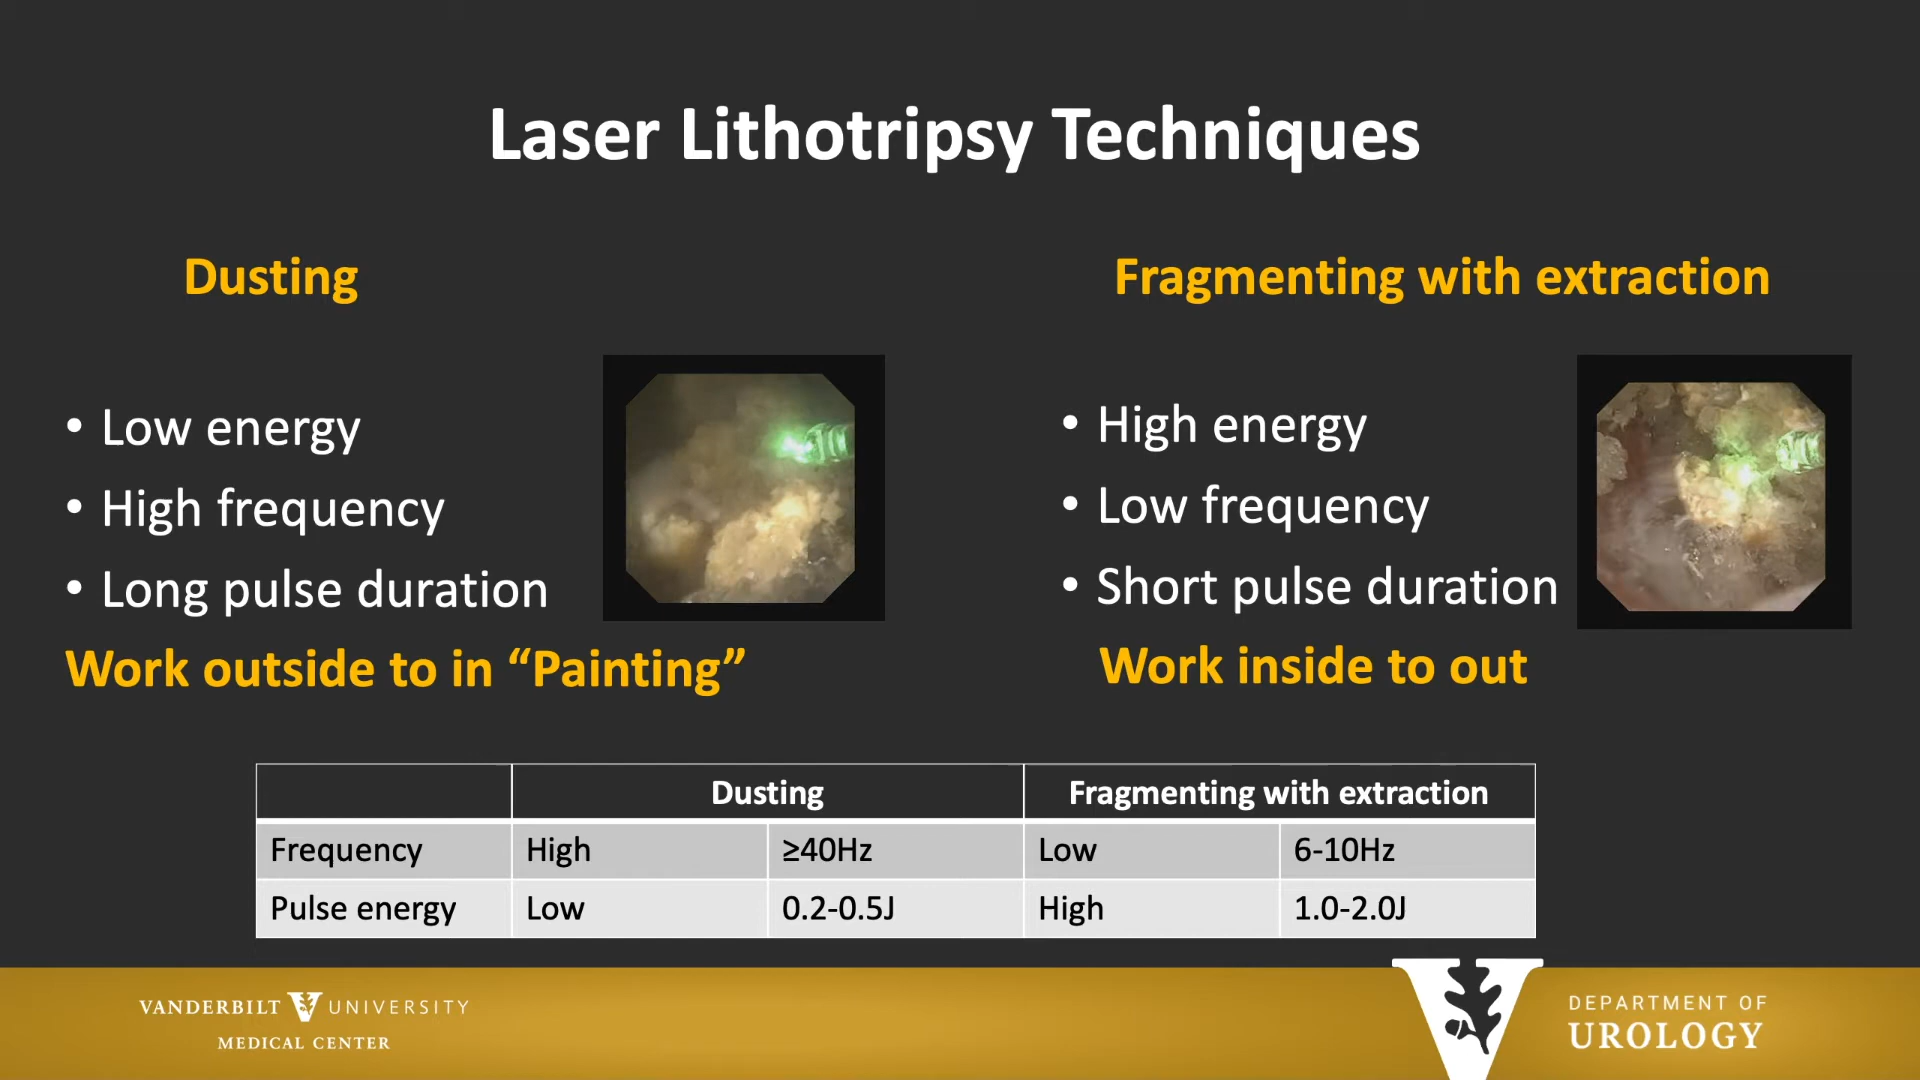 Laser Lithotripsy Techniques
Dusting
• Low energy
• High frequency
• Long pulse duration
Work outside to in “Painting”
Fragmenting with extraction
• High energy
• Low frequency
• Short pulse duration
Work inside to out
Dusting Fragmenting with extraction
Frequency High ≥40Hz Low 6-10Hz
Pulse energy Low 0.2-0.5J High 1.0-2.0J
VANDERBILT V UNIVERSITY
MEDICAL CENTER
V
DEPARTMENT OF
UROLOGY